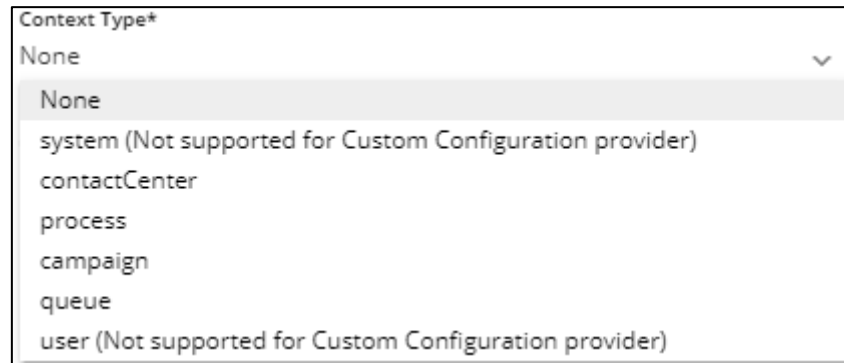 Context Type*
None
None
system (Not supported for Custom Configuration provider)
contactCenter
process
campaign
queue
user (Not supported for Custom Configuration provider)